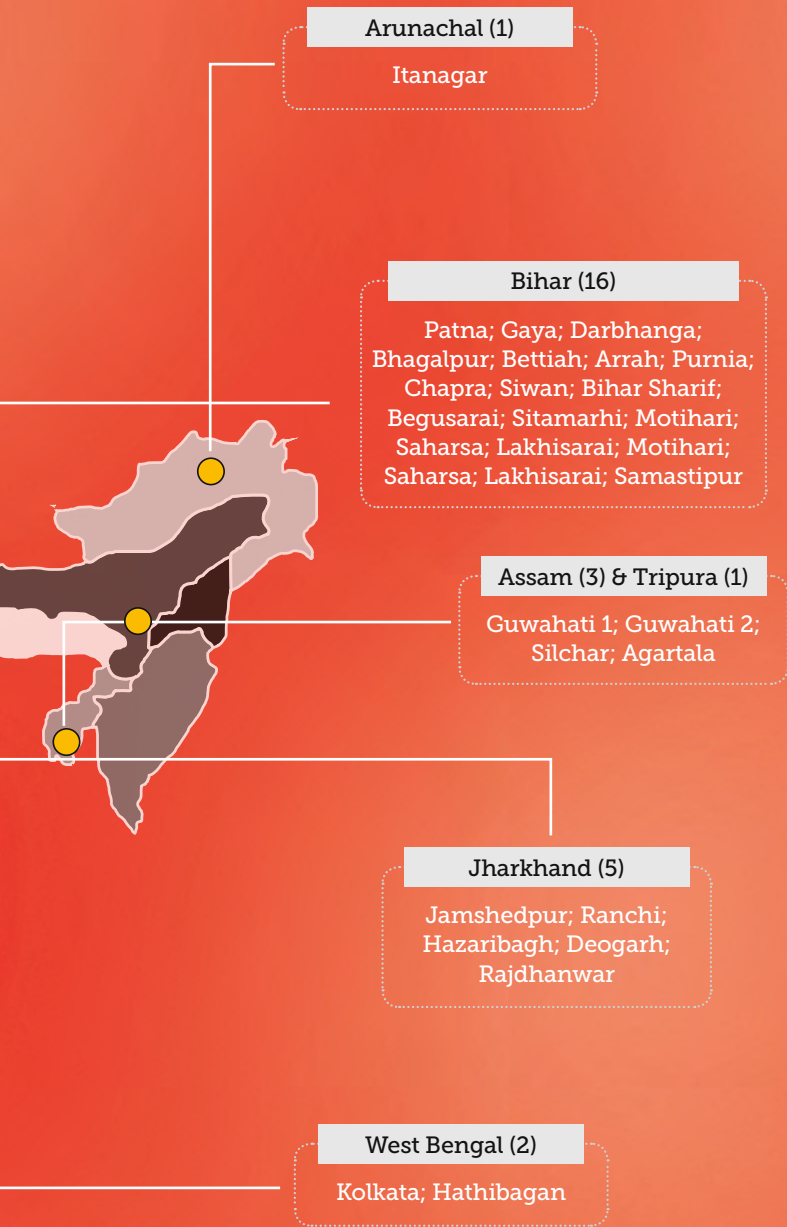 Arunachal (1)
Itanagar
Bihar (16)
Patna; Gaya; Darbhanga;
Bhagalpur; Bettiah; Arrah; Purnia;
Chapra; Siwan; Bihar Sharif;
Begusarai; Sitamarhi; Motihari;
Saharsa; Lakhisarai; Motihari;
Saharsa; Lakhisarai; Samastipur
Assam (3) & Tripura (1)
Guwahati 1; Guwahati 2;
Silchar; Agartala
Jharkhand (5)
Jamshedpur; Ranchi;
Hazaribagh; Deogarh;
Rajdhanwar
West Bengal (2)
Kolkata; Hathibagan